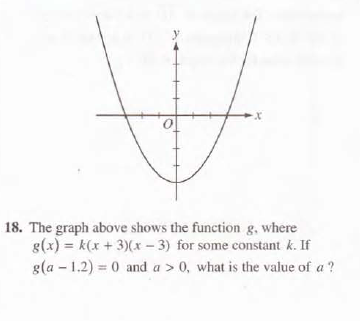 y
x
O
18. The graph above shows the function g, where
g(x) = k(x + 3)(x − 3) for some constant k. If
g(a − 1.2) = 0 and a > 0, what is the value of a ?